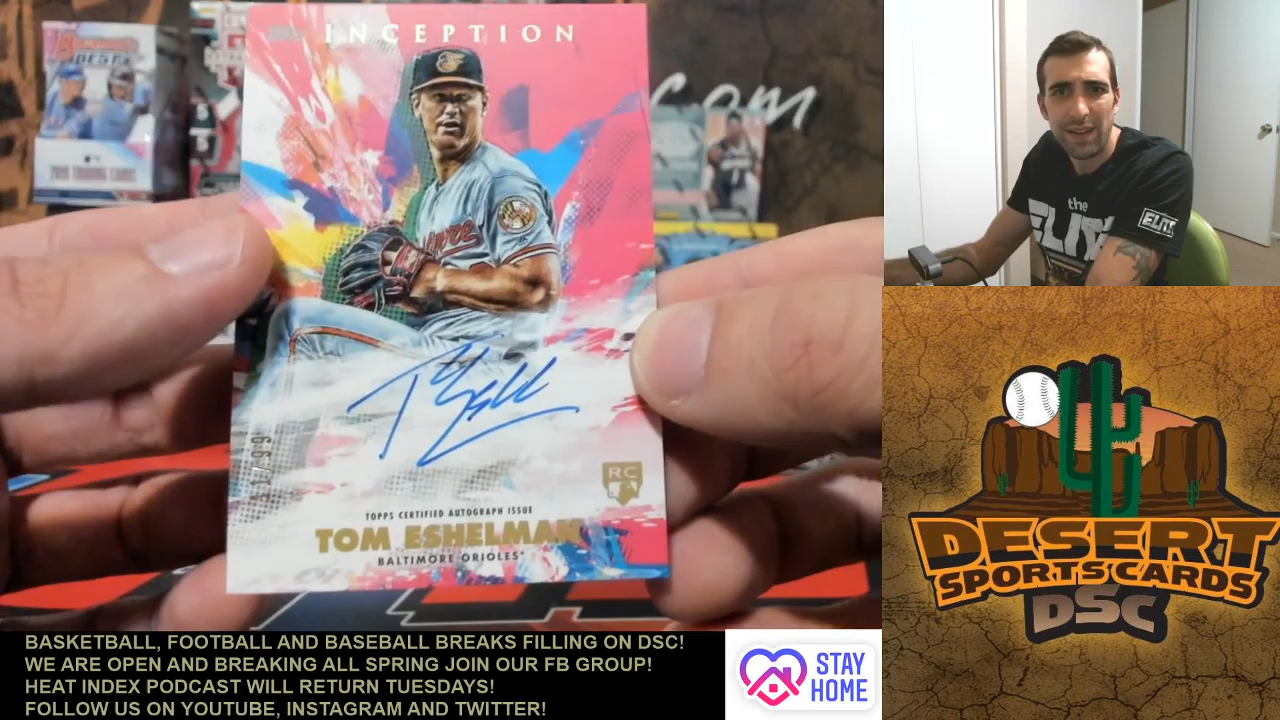 INCEPTION
TOPPS CERTIFIED AUTOGRAPH ISSUE
TOM ESHELMAN
BALTIMORE ORIOLES
RC
.com
the
ELITE
DESERT
SPORTS CARDS
DSC
BASKETBALL, FOOTBALL AND BASEBALL BREAKS FILLING ON DSC!
WE ARE OPEN AND BREAKING ALL SPRING JOIN OUR FB GROUP!
HEAT INDEX PODCAST WILL RETURN TUESDAYS!
FOLLOW US ON YOUTUBE, INSTAGRAM AND TWITTER!
STAY
HOME